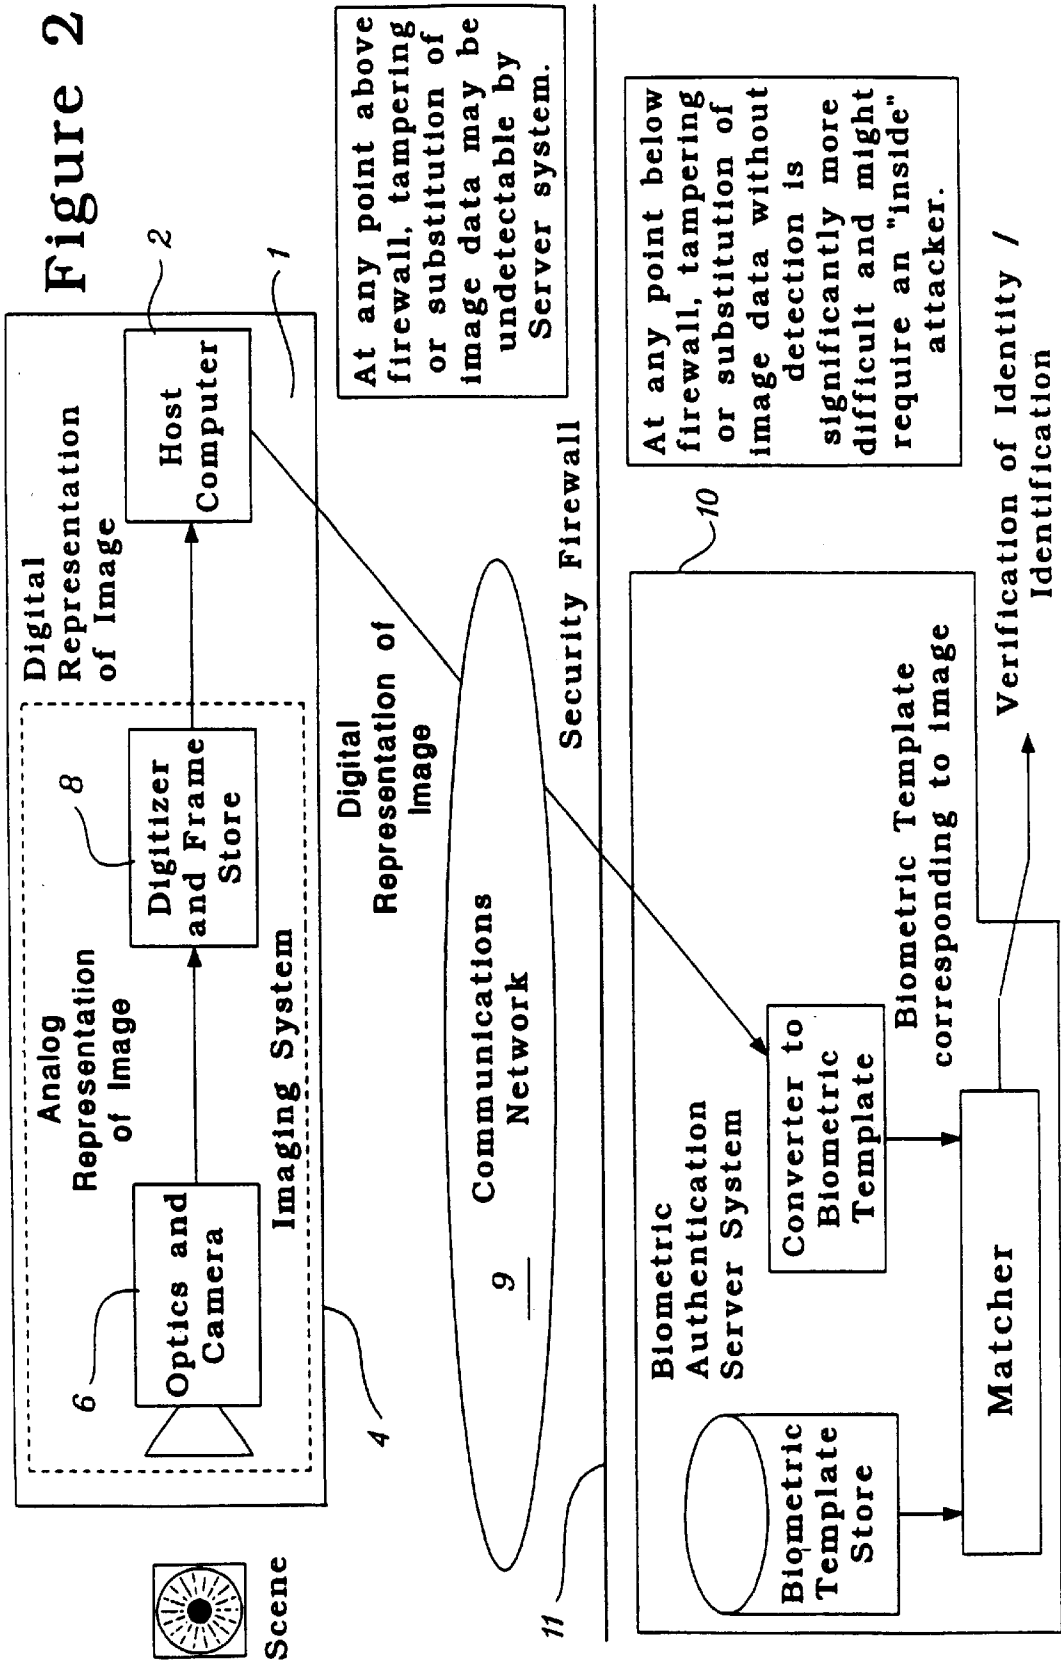 Figure 2
Digital
Representation
of Image
2
1
Host
Computer
8
Digitizer
and Frame
Store
Analog
Representation
of Image
6
Optics and
Camera
Imaging System
4
Scene
At any point above
firewall, tampering
or substitution of
image data may be
undetectable by
Server system.
Digital
Representation of
Image
Communications
Network
9
Security Firewall
11
At any point below
firewall, tampering
or substitution of
image data without
detection is
significantly more
difficult and might
require an "inside"
attacker.
10
Biometric
Authentication
Server System
Converter to
Biometric
Template
Biometric Template
corresponding to image
Biometric
Template
Store
Matcher
Verification of Identity /
Identification